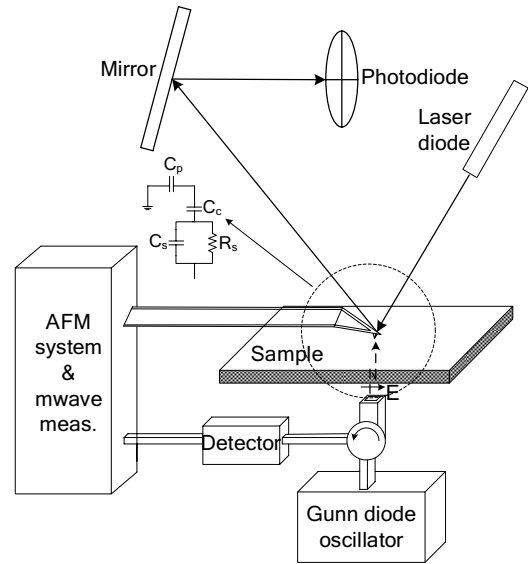 Mirror
Photodiode
Laser
diode
Cp
Cc
Cs
Rs
AFM
system
&
mwave
meas.
Sample
E
Detector
Gunn diode
oscillator